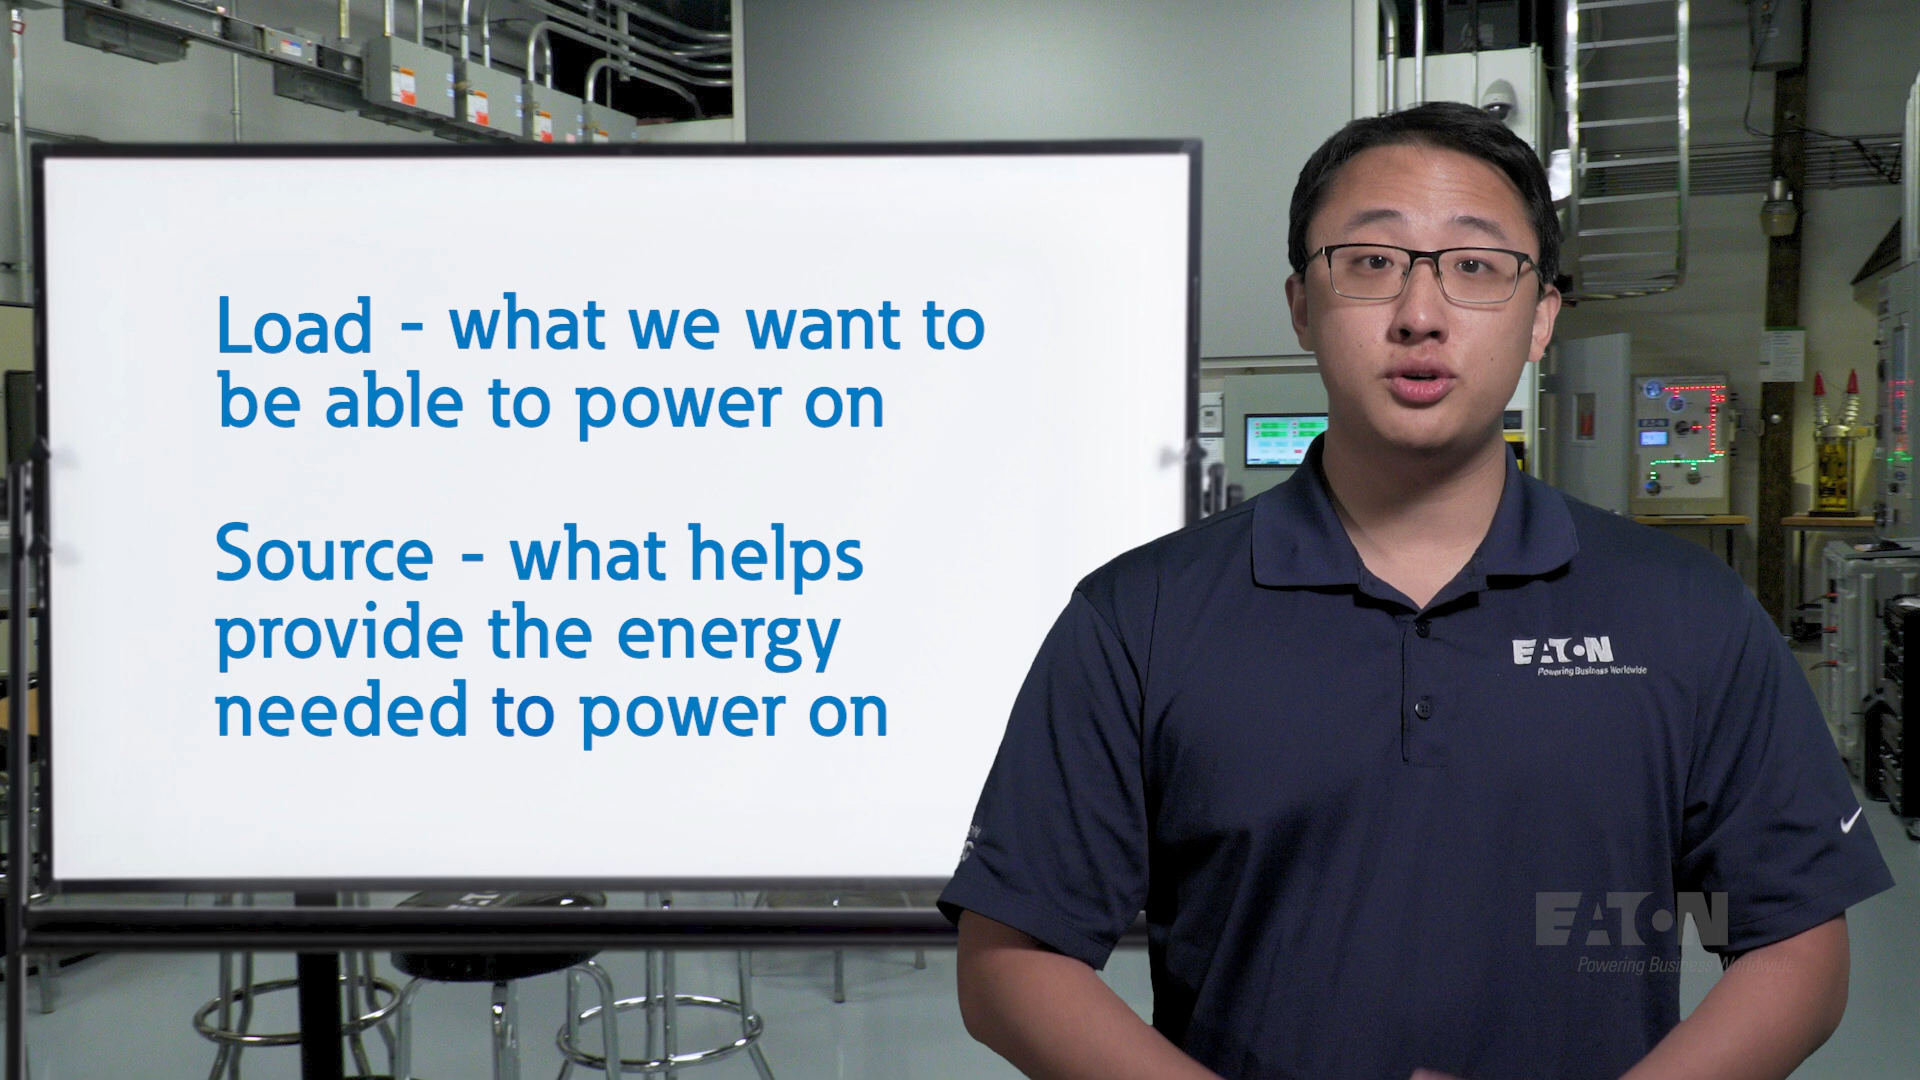 Load - what we want to
be able to power on
Source - what helps
provide the energy
needed to power on
EATON
Powering Business Worldwide
EATON
Powering Business Worldwide